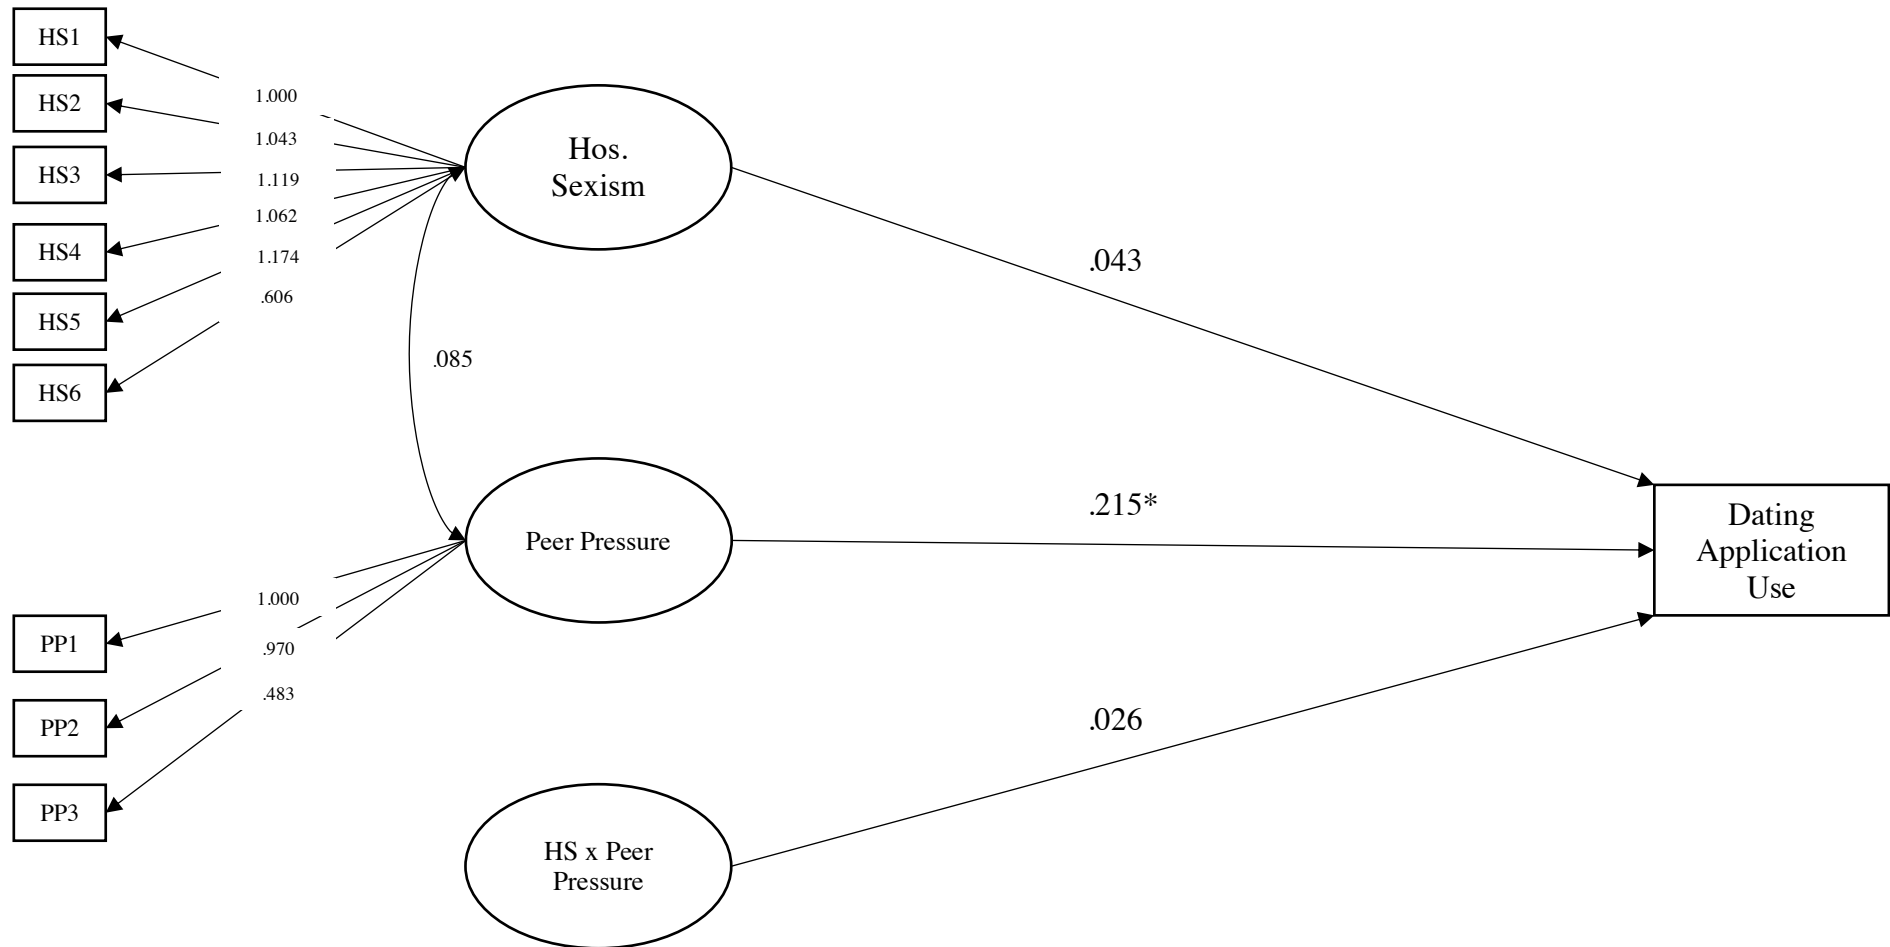 HS1
HS2
HS3
HS4
HS5
HS6
1.000
1.043
1.119
1.062
1.174
.606
Hos.
Sexism
.043
.085
Peer Pressure
.215*
Dating
Application
Use
1.000
.970
.483
PP1
PP2
PP3
.026
HS x Peer
Pressure